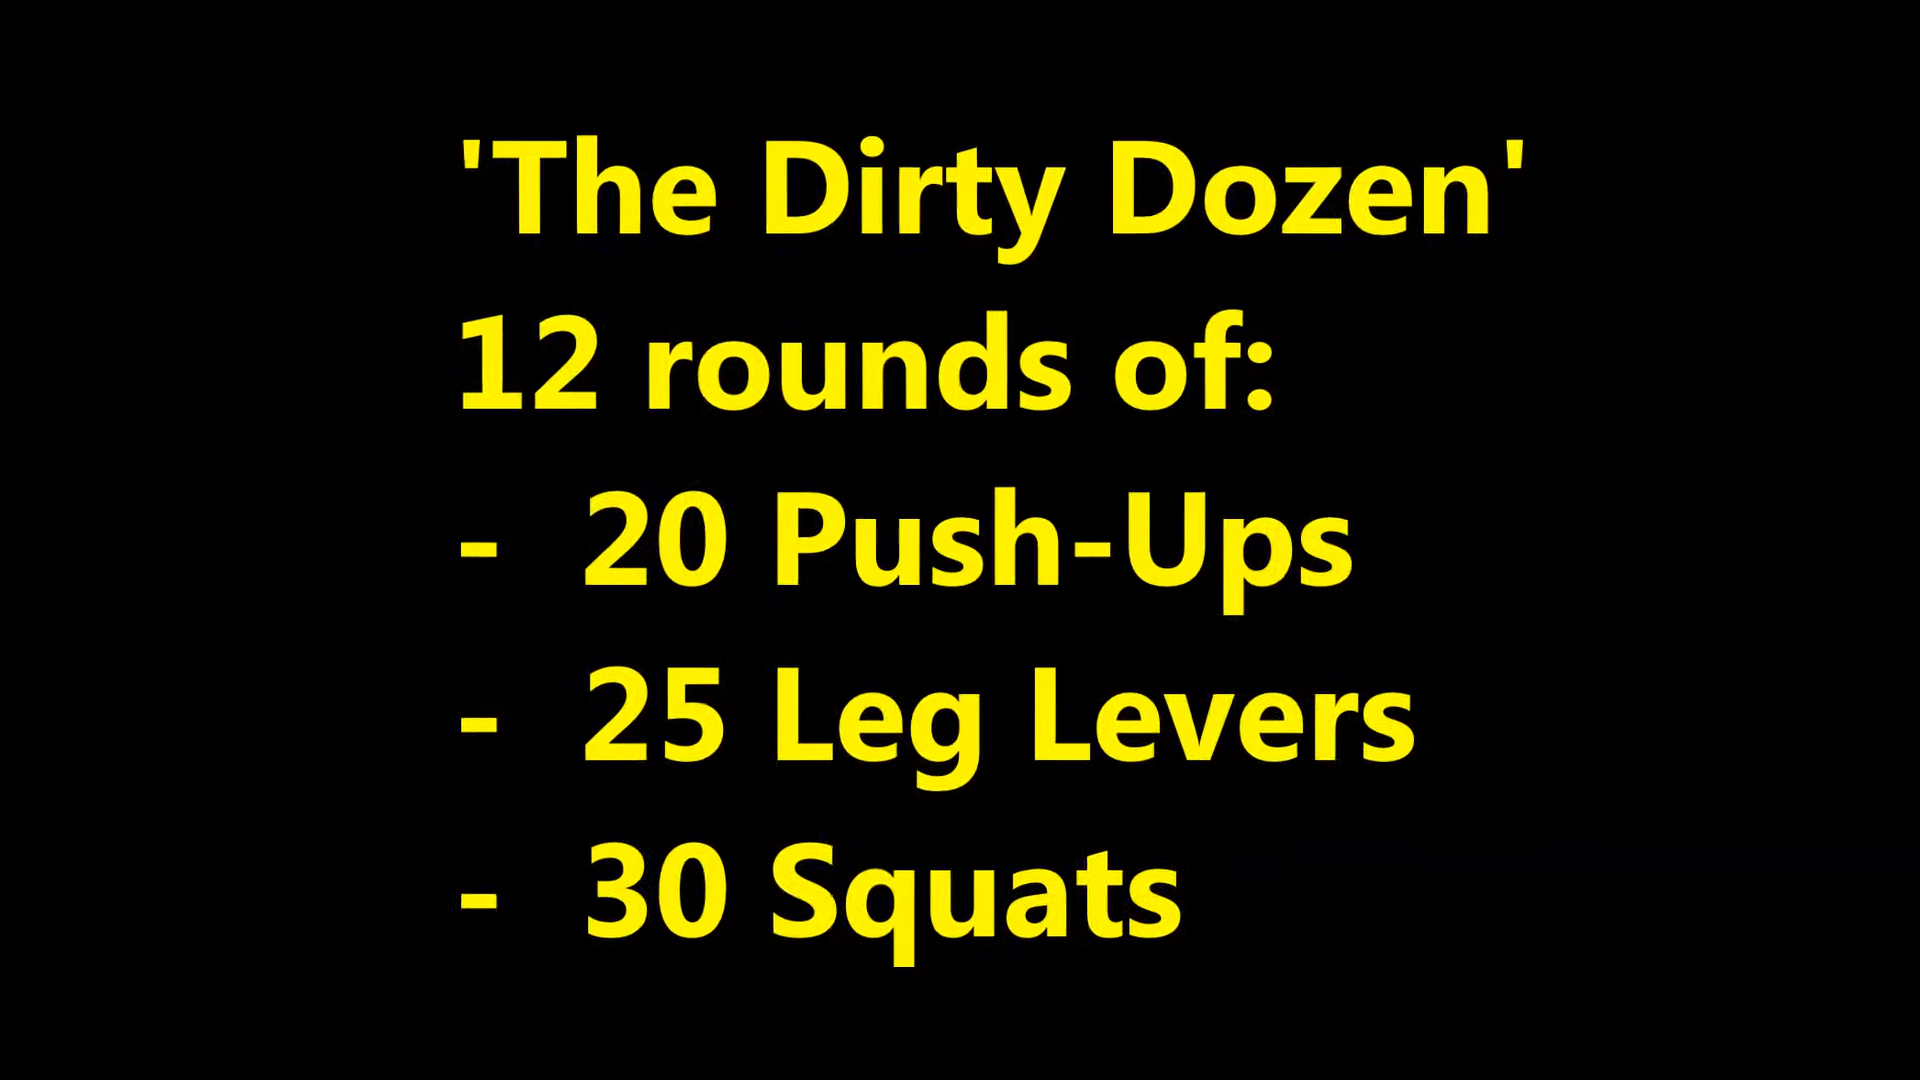 'The Dirty Dozen'
12 rounds of:
- 20 Push-Ups
- 25 Leg Levers
- 30 Squats